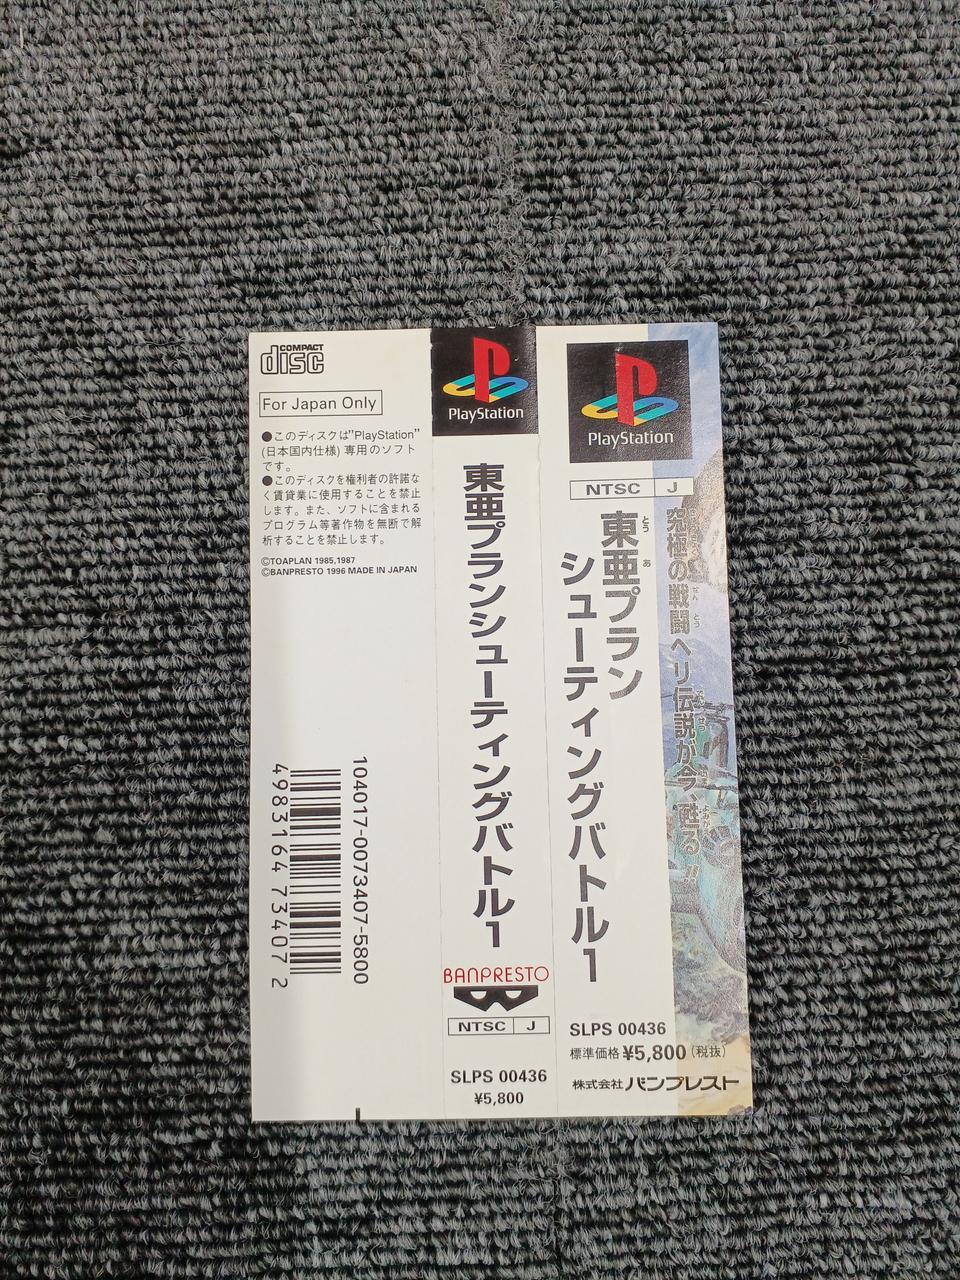 COMPACT
disc
For Japan Only
●このディスクは"PlayStation"
(日本国内仕様)専用のソフト
です。
●このディスクを権利者の許諾な
く賃貸業に使用することを禁止
します。また、ソフトに含まれる
プログラム等著作物を無断で解
析することを禁止します。
©TOAPLAN 1985,1987
©BANPRESTO 1996 MADE IN JAPAN
104017-0073407-5800
4983164 734072
PlayStation
東亜プランシューティングバトル1
BANPRESTO
NTSC J
SLPS 00436
¥5,800
PlayStation
NTSC J
究極の戦闘ヘリ伝説が今、甦る!!
東亜プラン
とう あ
シューティングバトル1
SLPS 00436
標準価格¥5,800(税抜)
株式会社バンプレスト